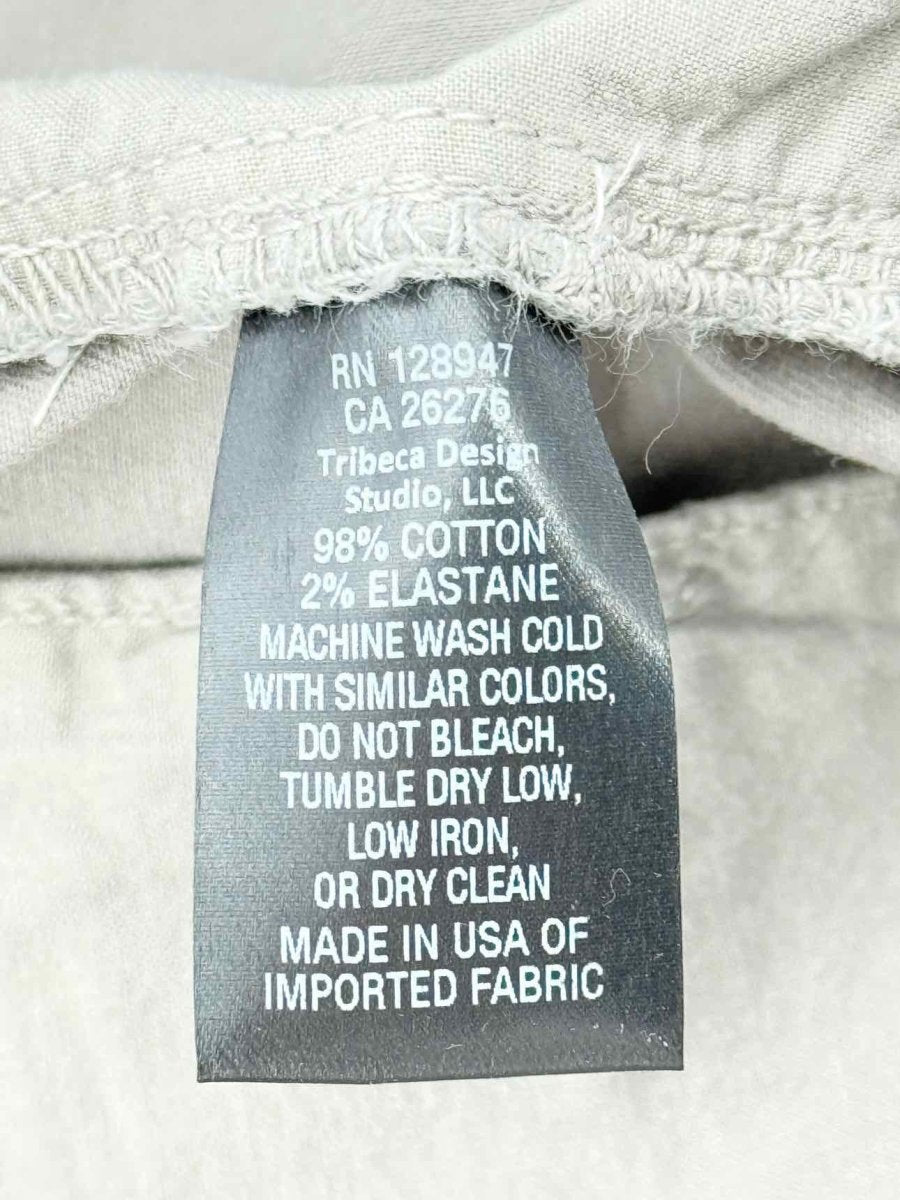 RN 128947
CA 26276
Tribeca Design
Studio, LLC
98% COTTON
2% ELASTANE
MACHINE WASH COLD
WITH SIMILAR COLORS,
DO NOT BLEACH,
TUMBLE DRY LOW,
LOW IRON,
OR DRY CLEAN
MADE IN USA OF
IMPORTED FABRIC